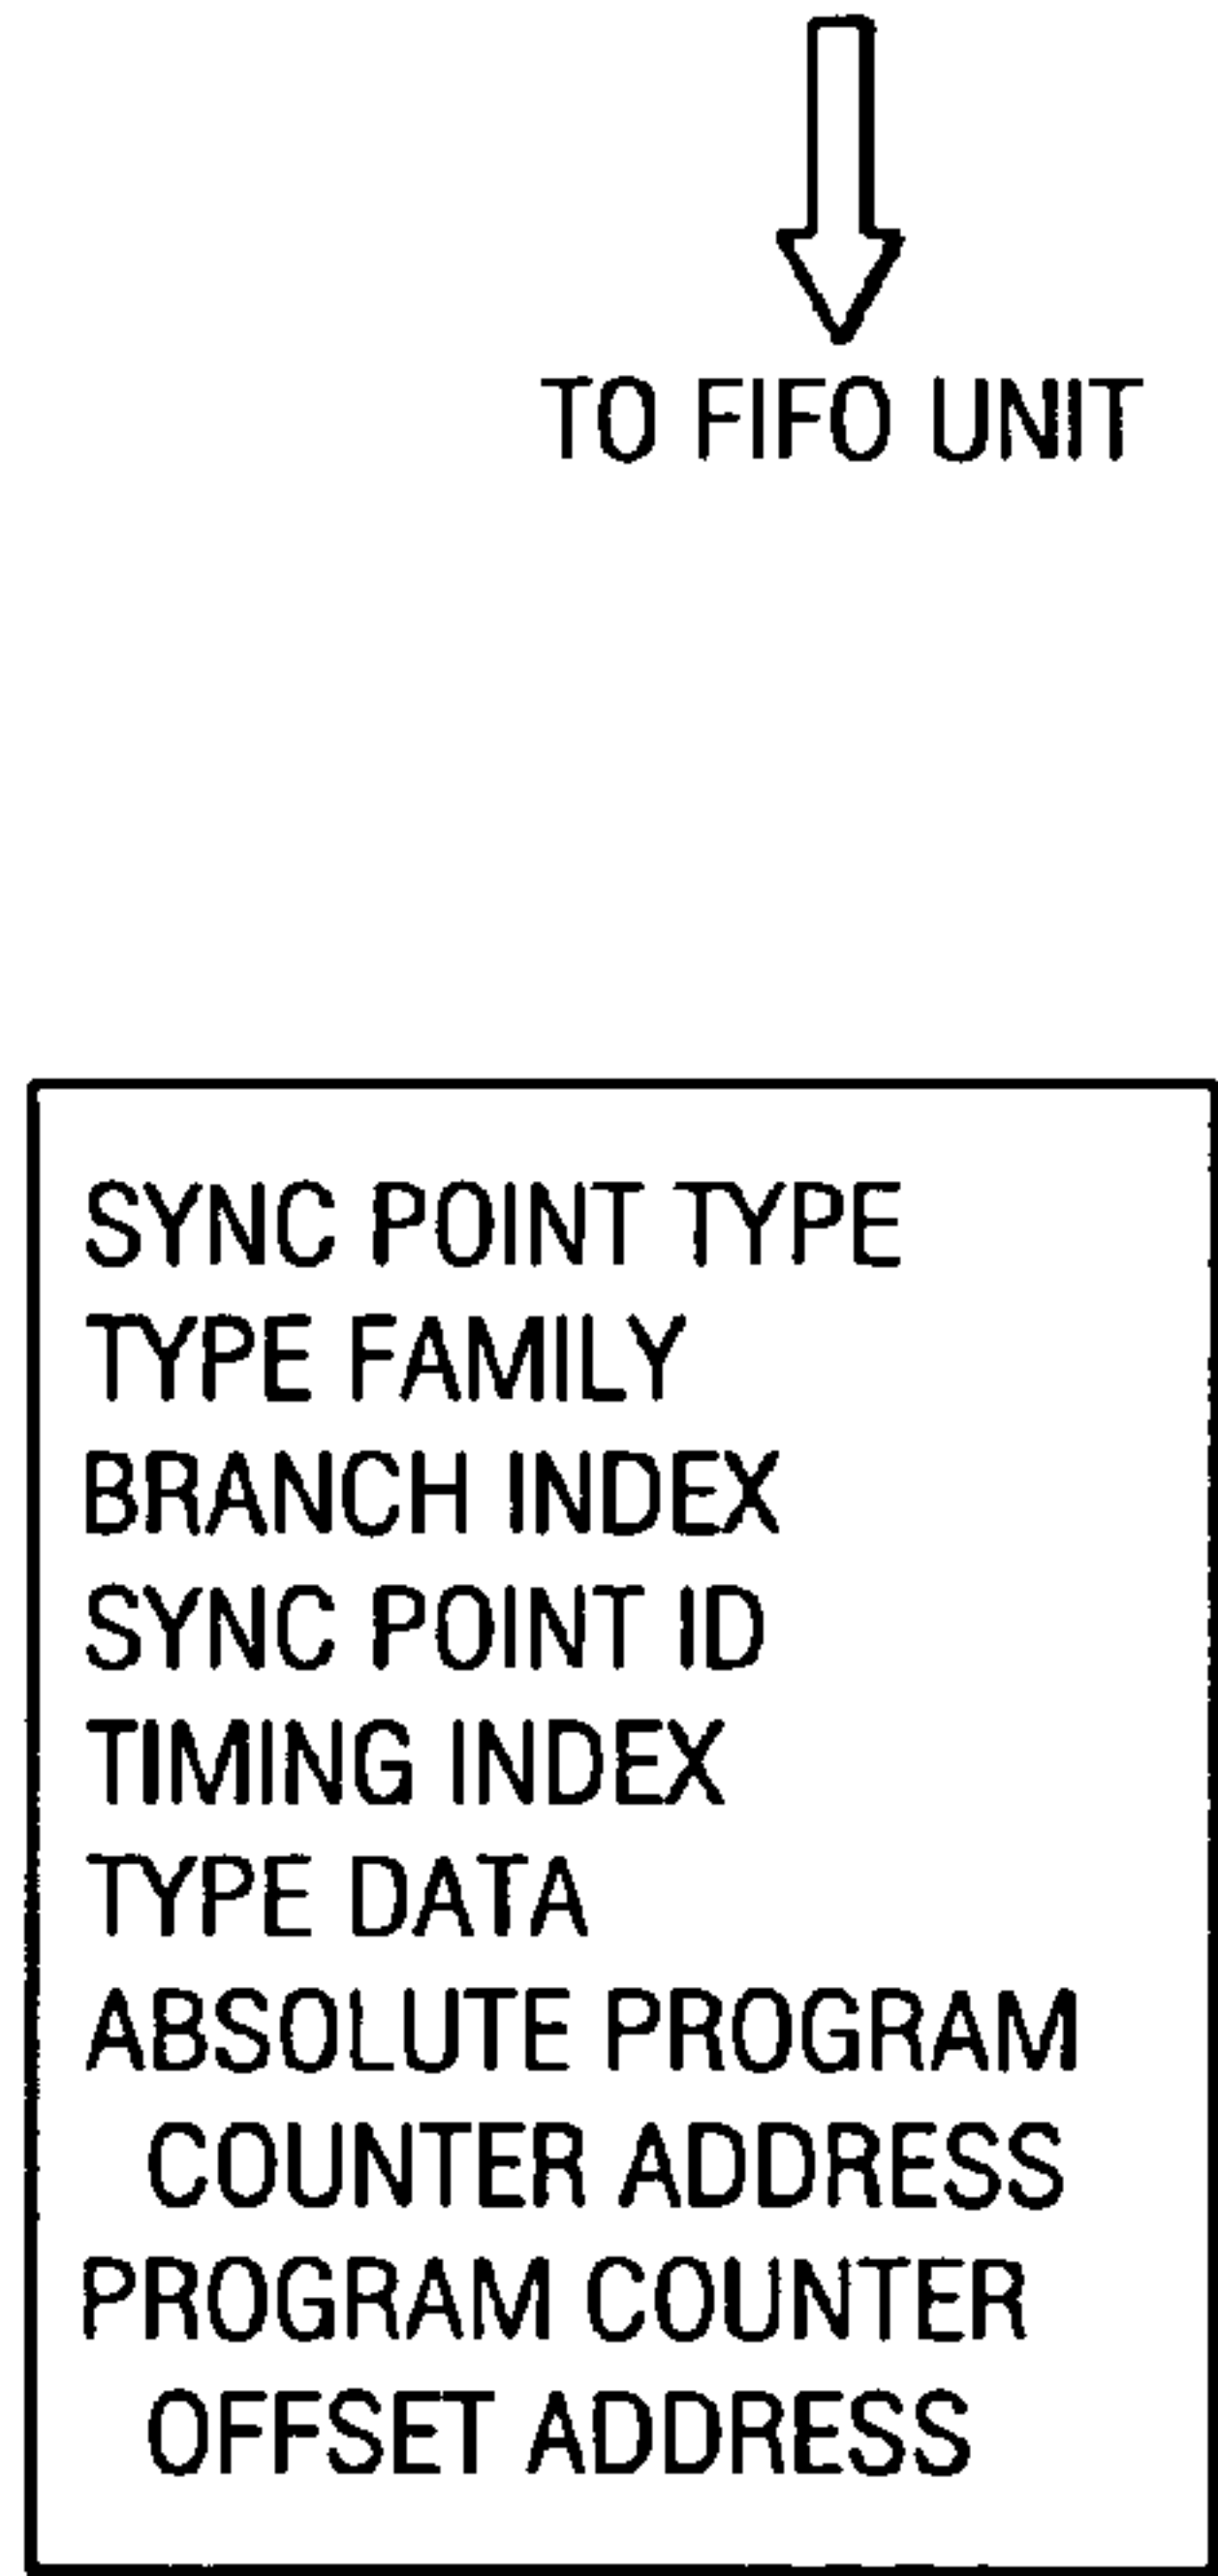 TO FIFO UNIT
SYNC POINT TYPE
TYPE FAMILY
BRANCH INDEX
SYNC POINT ID
TIMING INDEX
TYPE DATA
ABSOLUTE PROGRAM
COUNTER ADDRESS
PROGRAM COUNTER
OFFSET ADDRESS